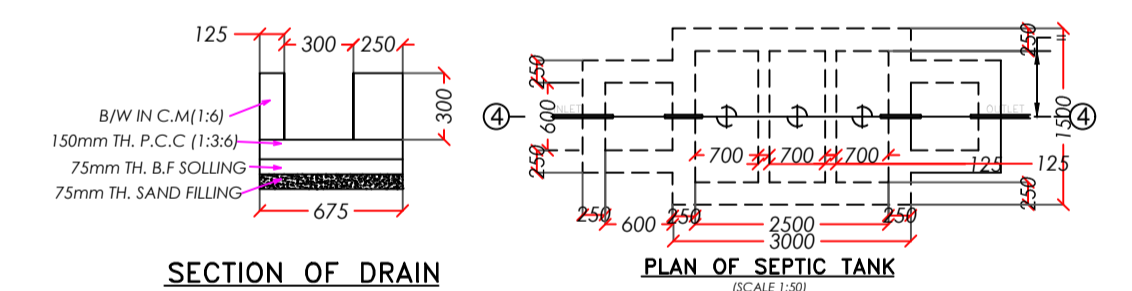 125
300
250
300
B/W IN C.M(1:6)
150mm TH. P.C.C (1:3:6)
75mm TH. B.F SOLLING
75mm TH. SAND FILLING
675
SECTION OF DRAIN
250
600
250
4
INLET
OUTLET
4
250
=
1500
700
700
700
125
125
250
250
600
250
2500
250
3000
PLAN OF SEPTIC TANK
(SCALE 1:50)